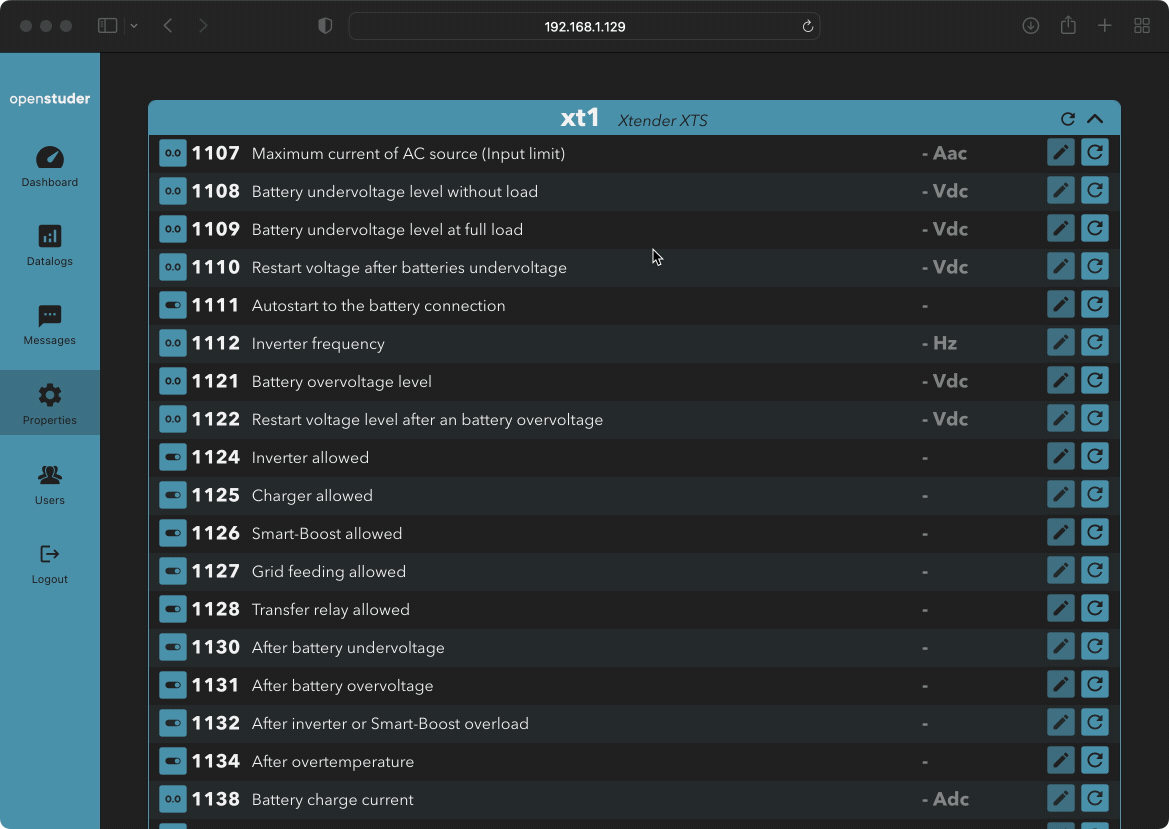 192.168.1.129
openstuder
xt1 Xtender XTS
0.0 1107 Maximum current of AC source (Input limit) - Aac
0.0 1108 Battery undervoltage level without load - Vdc
Dashboard
0.0 1109 Battery undervoltage level at full load - Vdc
0.0 1110 Restart voltage after batteries undervoltage - Vdc
Datalogs
1111 Autostart to the battery connection -
0.0 1112 Inverter frequency - Hz
Messages
0.0 1121 Battery overvoltage level - Vdc
0.0 1122 Restart voltage level after an battery overvoltage - Vdc
Properties
1124 Inverter allowed -
1125 Charger allowed -
Users
1126 Smart-Boost allowed -
1127 Grid feeding allowed -
Logout
1128 Transfer relay allowed -
1130 After battery undervoltage -
1131 After battery overvoltage -
1132 After inverter or Smart-Boost overload -
1134 After overtemperature -
0.0 1138 Battery charge current - Adc